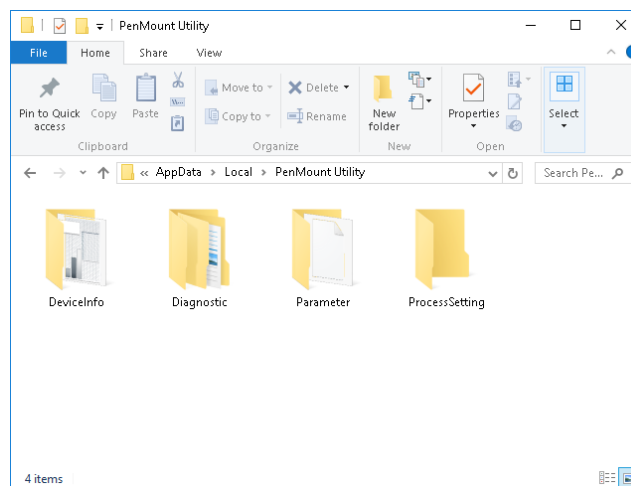 PenMount Utility
File Home Share View
Pin to Quick access
Copy
Paste
Move to
Copy to
Delete
Rename
New folder
Properties
Select
Clipboard Organize New Open
« AppData > Local > PenMount Utility
Search Pe...
DeviceInfo Diagnostic Parameter ProcessSetting
4 items